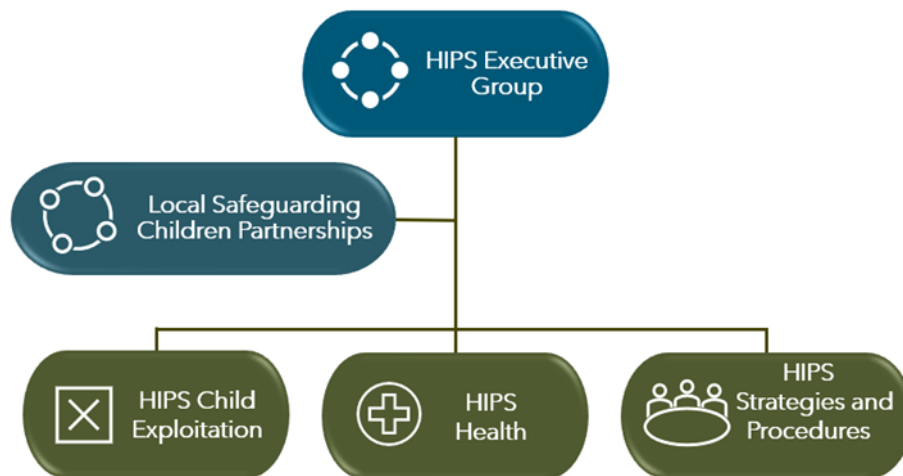 HIPS Executive
Group
Local Safeguarding
Children Partnerships
HIPS Child
Exploitation
HIPS
Health
HIPS
Strategies and
Procedures